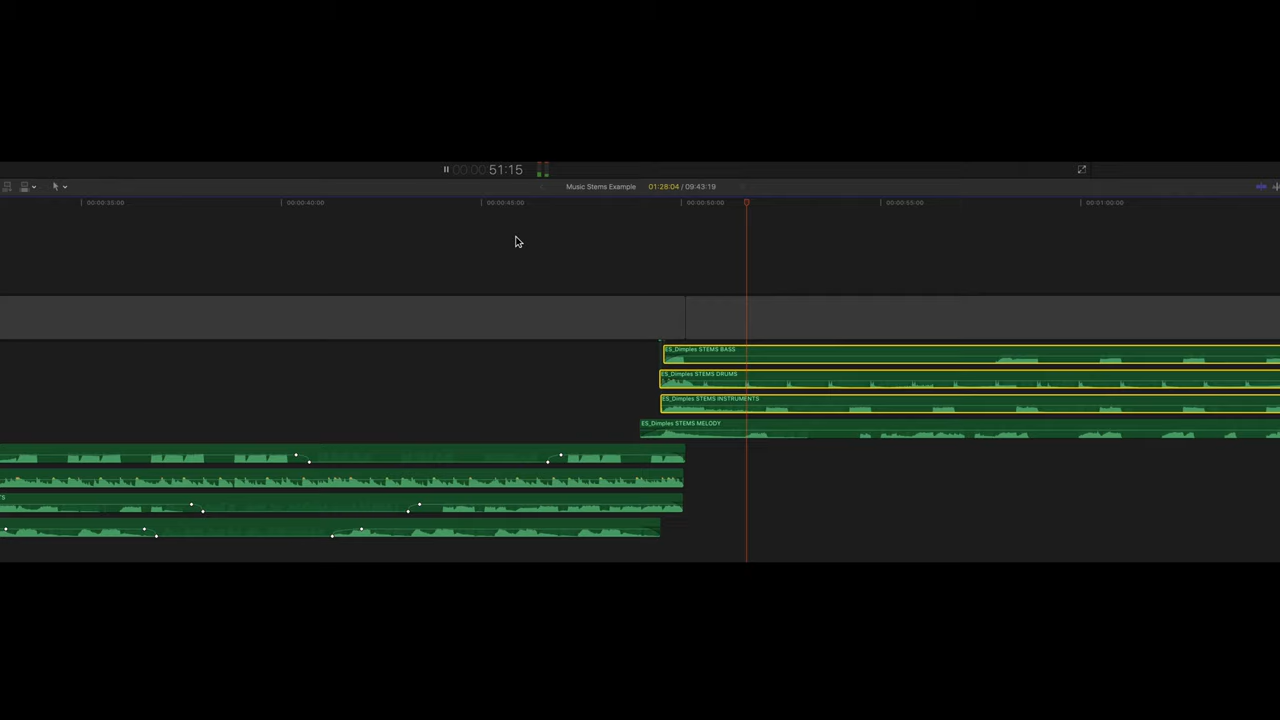 00:00:51:15
Music Stems Example 01:28:04 / 09:43:19
00:00:35:00 00:00:40:00 00:00:45:00 00:00:50:00 00:00:55:00 00:01:00:00
ES_Dimples STEMS BASS
ES_Dimples STEMS DRUMS
ES_Dimples STEMS INSTRUMENTS
ES_Dimples STEMS MELODY
TS